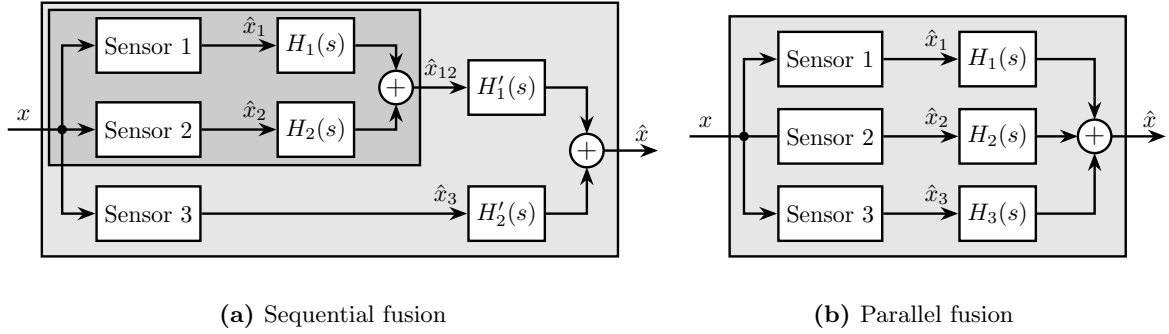 x
Sensor 1
x̂₁
H₁(s)
Sensor 2
x̂₂
H₂(s)
+
x̂₁₂
H₁′(s)
Sensor 3
x̂₃
H₂′(s)
+
x̂
(a) Sequential fusion
x
Sensor 1
x̂₁
H₁(s)
Sensor 2
x̂₂
H₂(s)
Sensor 3
x̂₃
H₃(s)
+
x̂
(b) Parallel fusion